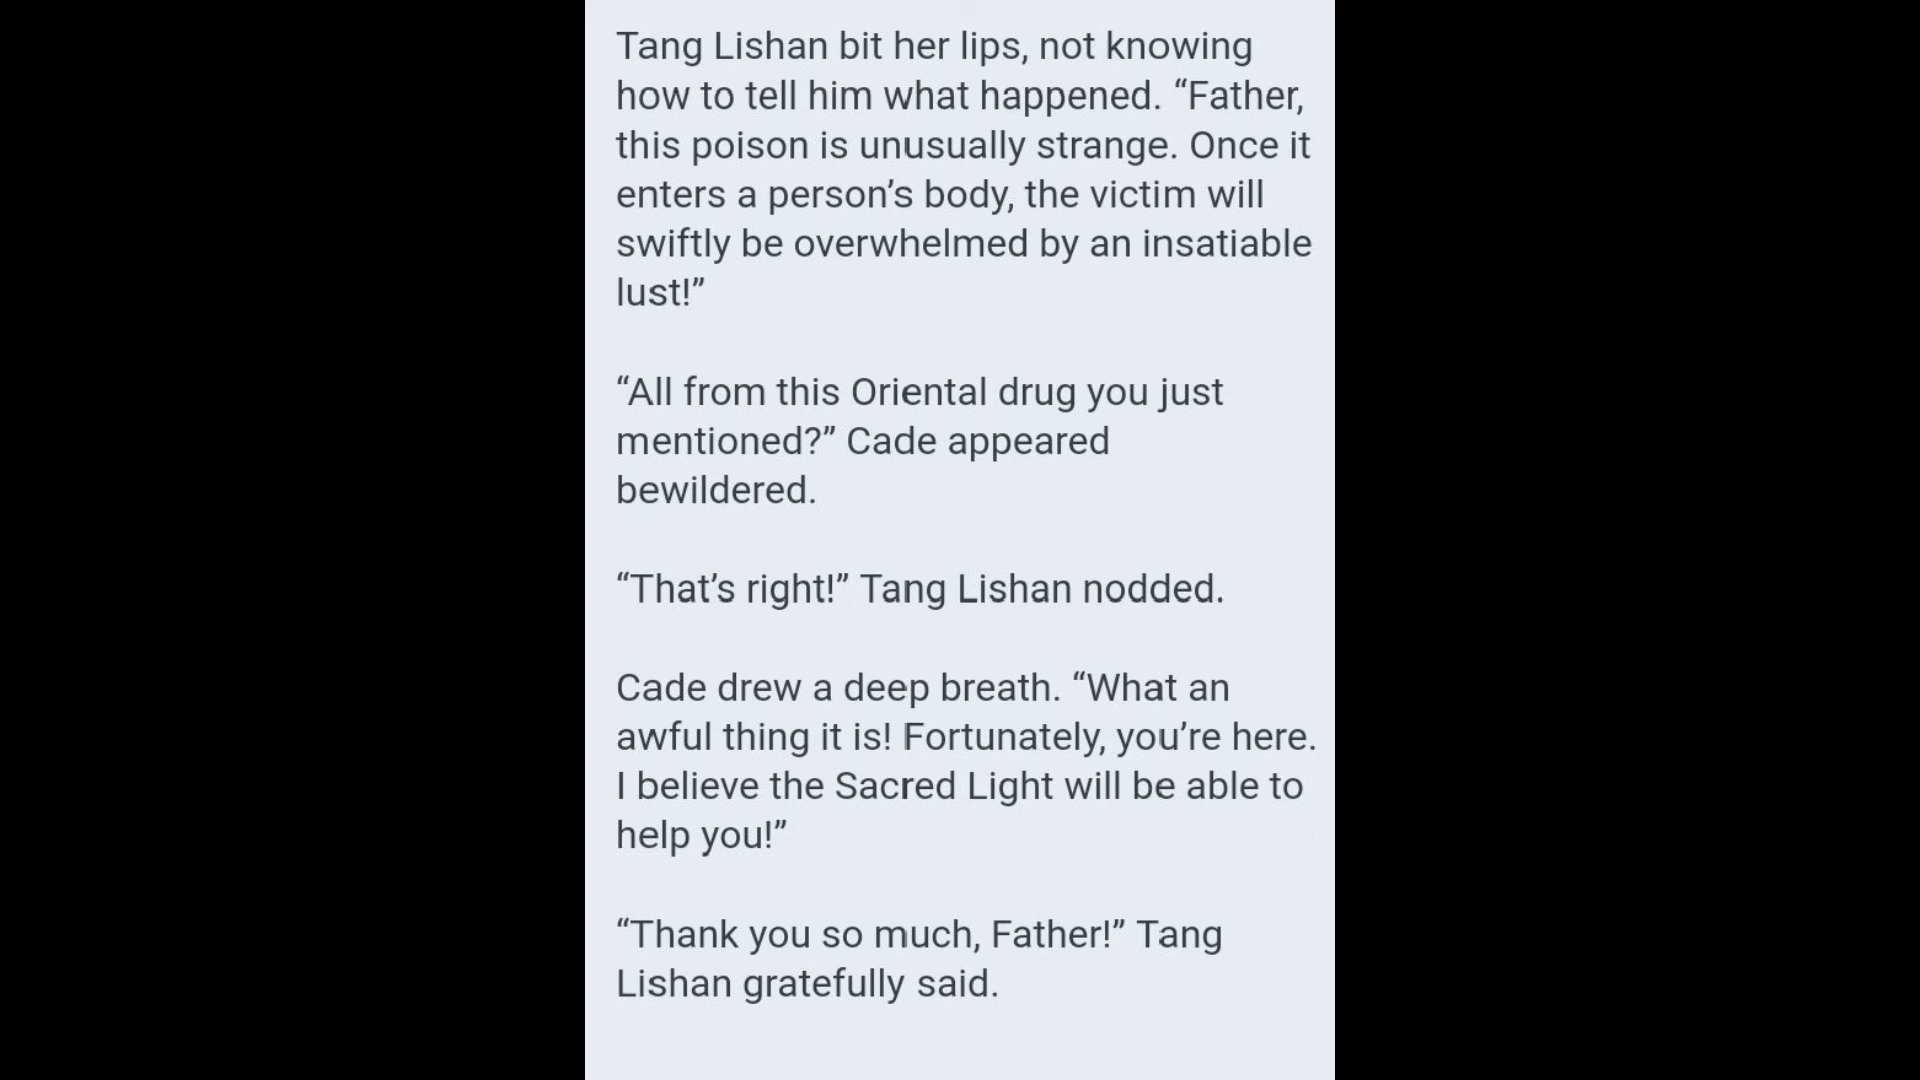 Tang Lishan bit her lips, not knowing
how to tell him what happened. “Father,
this poison is unusually strange. Once it
enters a person’s body, the victim will
swiftly be overwhelmed by an insatiable
lust!”
“All from this Oriental drug you just
mentioned?” Cade appeared
bewildered.
“That’s right!” Tang Lishan nodded.
Cade drew a deep breath. “What an
awful thing it is! Fortunately, you’re here.
I believe the Sacred Light will be able to
help you!”
“Thank you so much, Father!” Tang
Lishan gratefully said.